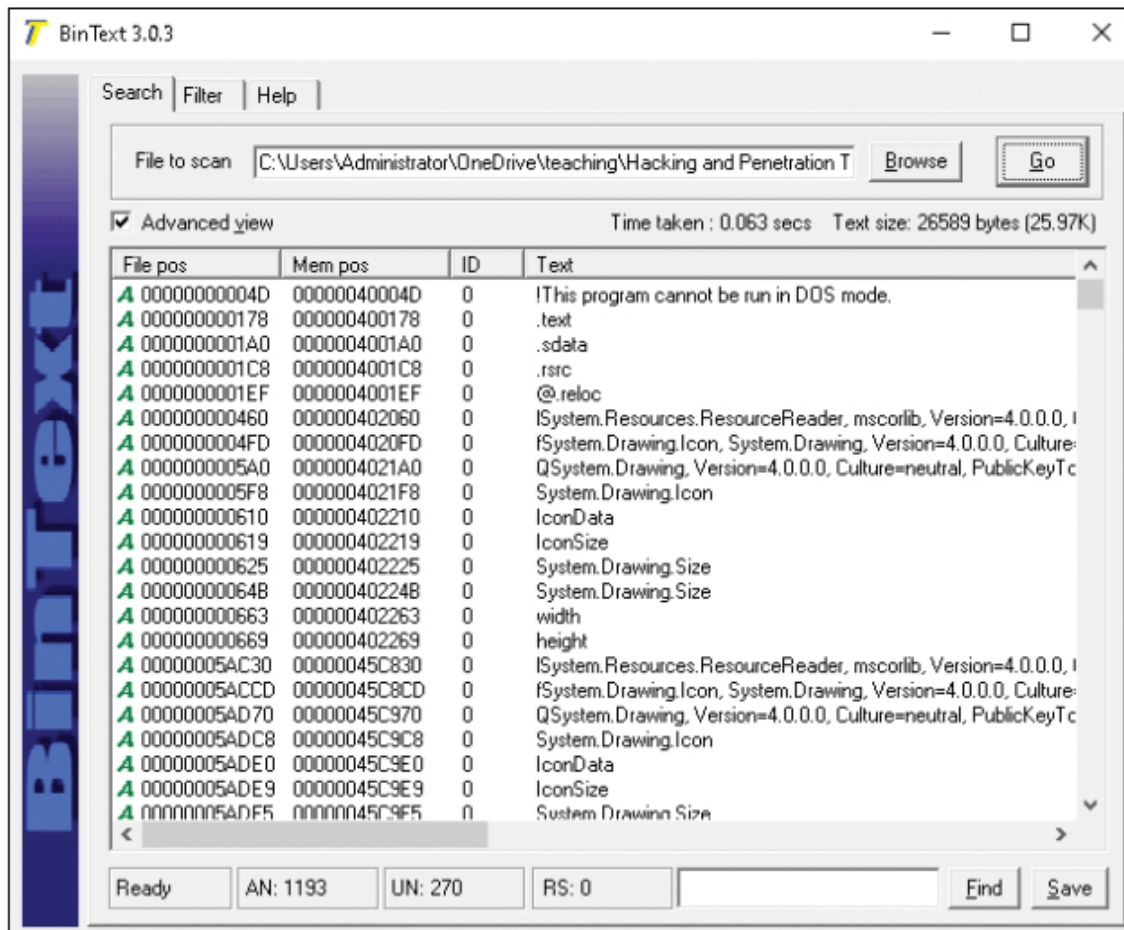 BinText 3.0.3
Search Filter Help
File to scan C:\Users\Administrator\OneDrive\teaching\Hacking and Penetration T Browse Go
Advanced view Time taken : 0.063 secs Text size: 26589 bytes (25.97K)
File pos Mem pos ID Text
A 00000000004D 00000040004D 0 !This program cannot be run in DOS mode.
A 000000000178 000000400178 0 .text
A 0000000001A0 0000004001A0 0 .sdata
A 0000000001C8 0000004001C8 0 .rsrc
A 0000000001EF 0000004001EF 0 @.reloc
A 000000000460 000000402060 0 lSystem.Resources.ResourceReader, mscorlib, Version=4.0.0.0,
A 0000000004FD 0000004020FD 0 fSystem.Drawing.Icon, System.Drawing, Version=4.0.0.0, Culture=
A 0000000005A0 0000004021A0 0 QSystem.Drawing, Version=4.0.0.0, Culture=neutral, PublicKeyTo
A 0000000005F8 0000004021F8 0 System.Drawing.Icon
A 000000000610 000000402210 0 IconData
A 000000000619 000000402219 0 IconSize
A 000000000625 000000402225 0 System.Drawing.Size
A 00000000064B 00000040224B 0 System.Drawing.Size
A 000000000663 000000402263 0 width
A 000000000669 000000402269 0 height
A 00000005AC30 00000045C830 0 lSystem.Resources.ResourceReader, mscorlib, Version=4.0.0.0,
A 00000005ACCD 00000045C8CD 0 fSystem.Drawing.Icon, System.Drawing, Version=4.0.0.0, Culture=
A 00000005AD70 00000045C970 0 QSystem.Drawing, Version=4.0.0.0, Culture=neutral, PublicKeyTo
A 00000005ADC8 00000045C9C8 0 System.Drawing.Icon
A 00000005ADE0 00000045C9E0 0 IconData
A 00000005ADE9 00000045C9E9 0 IconSize
A 00000005ADF5 00000045C9F5 0 System.Drawing.Size
BinText
Ready AN: 1193 UN: 270 RS: 0 Find Save